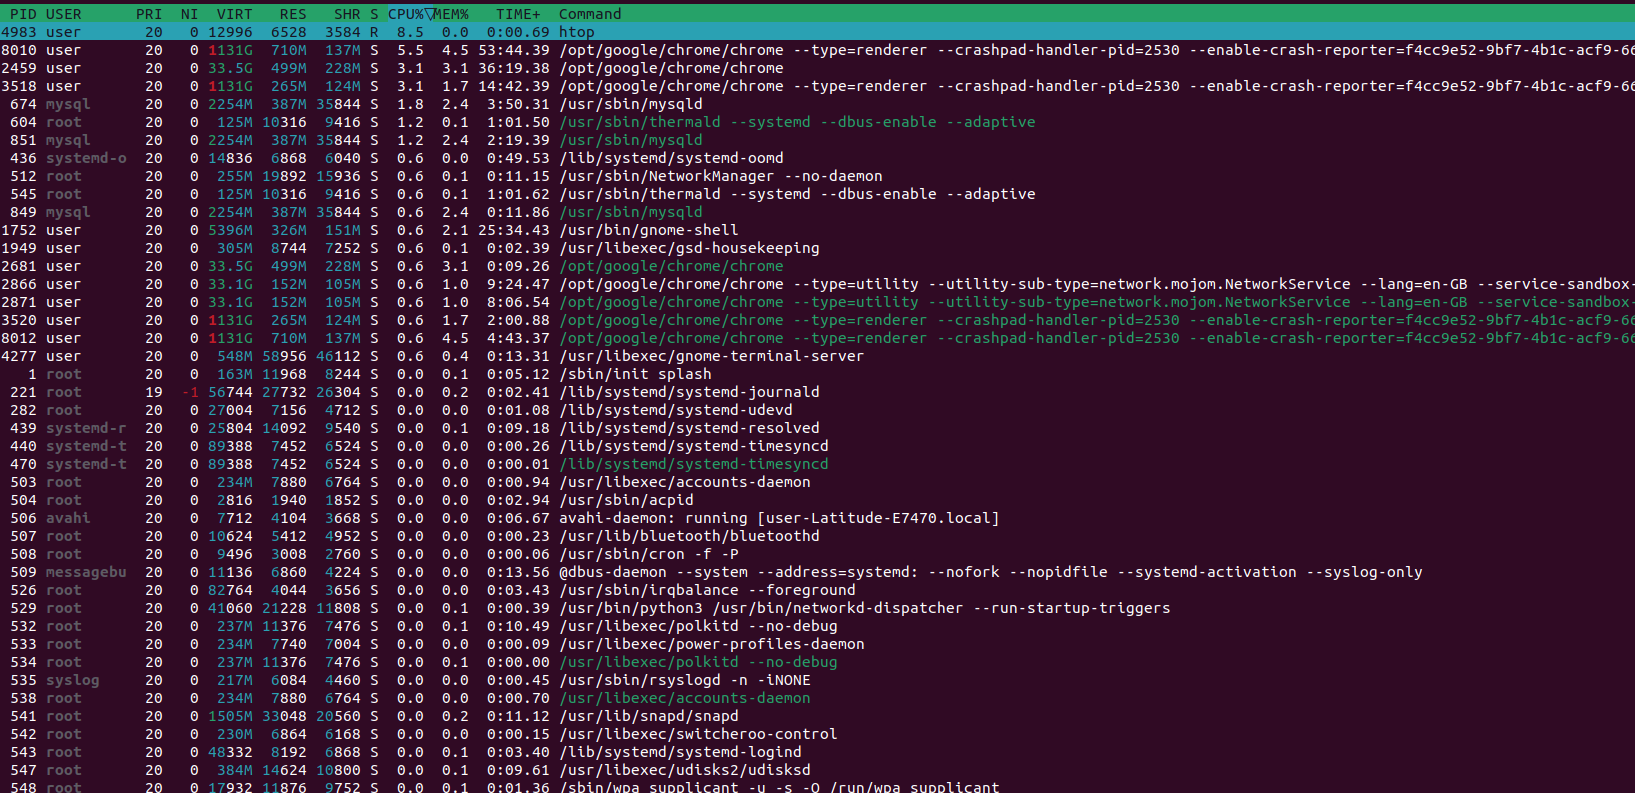 PID USER PRI NI VIRT RES SHR S CPU%▽MEM% TIME+ Command
4983 user 20 0 12996 6528 3584 R 8.5 0.0 0:00.69 htop
8010 user 20 0 1131G 710M 137M S 5.5 4.5 53:44.39 /opt/google/chrome/chrome --type=renderer --crashpad-handler-pid=2530 --enable-crash-reporter=f4cc9e52-9bf7-4b1c-acf9-66
2459 user 20 0 33.5G 499M 228M S 3.1 3.1 36:19.38 /opt/google/chrome/chrome
3518 user 20 0 1131G 265M 124M S 3.1 1.7 14:42.39 /opt/google/chrome/chrome --type=renderer --crashpad-handler-pid=2530 --enable-crash-reporter=f4cc9e52-9bf7-4b1c-acf9-66
674 mysql 20 0 2254M 387M 35844 S 1.8 2.4 3:50.31 /usr/sbin/mysqld
604 root 20 0 125M 10316 9416 S 1.2 0.1 1:01.50 /usr/sbin/thermald --systemd --dbus-enable --adaptive
851 mysql 20 0 2254M 387M 35844 S 1.2 2.4 2:19.39 /usr/sbin/mysqld
436 systemd-o 20 0 14836 6868 6040 S 0.6 0.0 0:49.53 /lib/systemd/systemd-oomd
512 root 20 0 255M 19892 15936 S 0.6 0.1 0:11.15 /usr/sbin/NetworkManager --no-daemon
545 root 20 0 125M 10316 9416 S 0.6 0.1 1:01.62 /usr/sbin/thermald --systemd --dbus-enable --adaptive
849 mysql 20 0 2254M 387M 35844 S 0.6 2.4 0:11.86 /usr/sbin/mysqld
1752 user 20 0 5396M 326M 151M S 0.6 2.1 25:34.43 /usr/bin/gnome-shell
1949 user 20 0 305M 8744 7252 S 0.6 0.1 0:02.39 /usr/libexec/gsd-housekeeping
2681 user 20 0 33.5G 499M 228M S 0.6 3.1 0:09.26 /opt/google/chrome/chrome
2866 user 20 0 33.1G 152M 105M S 0.6 1.0 9:24.47 /opt/google/chrome/chrome --type=utility --utility-sub-type=network.mojom.NetworkService --lang=en-GB --service-sandbox-
2871 user 20 0 33.1G 152M 105M S 0.6 1.0 8:06.54 /opt/google/chrome/chrome --type=utility --utility-sub-type=network.mojom.NetworkService --lang=en-GB --service-sandbox-
3520 user 20 0 1131G 265M 124M S 0.6 1.7 2:00.88 /opt/google/chrome/chrome --type=renderer --crashpad-handler-pid=2530 --enable-crash-reporter=f4cc9e52-9bf7-4b1c-acf9-66
8012 user 20 0 1131G 710M 137M S 0.6 4.5 4:43.37 /opt/google/chrome/chrome --type=renderer --crashpad-handler-pid=2530 --enable-crash-reporter=f4cc9e52-9bf7-4b1c-acf9-66
4277 user 20 0 548M 58956 46112 S 0.6 0.4 0:13.31 /usr/libexec/gnome-terminal-server
1 root 20 0 163M 11968 8244 S 0.0 0.1 0:05.12 /sbin/init splash
221 root 19 -1 56744 27732 26304 S 0.0 0.2 0:02.41 /lib/systemd/systemd-journald
282 root 20 0 27004 7156 4712 S 0.0 0.0 0:01.08 /lib/systemd/systemd-udevd
439 systemd-r 20 0 25804 14092 9540 S 0.0 0.1 0:09.18 /lib/systemd/systemd-resolved
440 systemd-t 20 0 89388 7452 6524 S 0.0 0.0 0:00.26 /lib/systemd/systemd-timesyncd
470 systemd-t 20 0 89388 7452 6524 S 0.0 0.0 0:00.01 /lib/systemd/systemd-timesyncd
503 root 20 0 234M 7880 6764 S 0.0 0.0 0:00.94 /usr/libexec/accounts-daemon
504 root 20 0 2816 1940 1852 S 0.0 0.0 0:02.94 /usr/sbin/acpid
506 avahi 20 0 7712 4104 3668 S 0.0 0.0 0:06.67 avahi-daemon: running [user-Latitude-E7470.local]
507 root 20 0 10624 5412 4952 S 0.0 0.0 0:00.23 /usr/lib/bluetooth/bluetoothd
508 root 20 0 9496 3008 2760 S 0.0 0.0 0:00.06 /usr/sbin/cron -f -P
509 messagebu 20 0 11136 6860 4224 S 0.0 0.0 0:13.56 @dbus-daemon --system --address=systemd: --nofork --nopidfile --systemd-activation --syslog-only
526 root 20 0 82764 4044 3656 S 0.0 0.0 0:03.43 /usr/sbin/irqbalance --foreground
529 root 20 0 41060 21228 11808 S 0.0 0.1 0:00.39 /usr/bin/python3 /usr/bin/networkd-dispatcher --run-startup-triggers
532 root 20 0 237M 11376 7476 S 0.0 0.1 0:10.49 /usr/libexec/polkitd --no-debug
533 root 20 0 234M 7740 7004 S 0.0 0.0 0:00.09 /usr/libexec/power-profiles-daemon
534 root 20 0 237M 11376 7476 S 0.0 0.1 0:00.00 /usr/libexec/polkitd --no-debug
535 syslog 20 0 217M 6084 4460 S 0.0 0.0 0:00.45 /usr/sbin/rsyslogd -n -iNONE
538 root 20 0 234M 7880 6764 S 0.0 0.0 0:00.70 /usr/libexec/accounts-daemon
541 root 20 0 1505M 33048 20560 S 0.0 0.2 0:11.12 /usr/lib/snapd/snapd
542 root 20 0 230M 6864 6168 S 0.0 0.0 0:00.15 /usr/libexec/switcheroo-control
543 root 20 0 48332 8192 6868 S 0.0 0.1 0:03.40 /lib/systemd/systemd-logind
547 root 20 0 384M 14624 10800 S 0.0 0.1 0:09.61 /usr/libexec/udisks2/udisksd
548 root 20 0 17932 11876 9752 S 0.0 0.1 0:01.36 /sbin/wpa_supplicant -u -s -O /run/wpa_supplicant